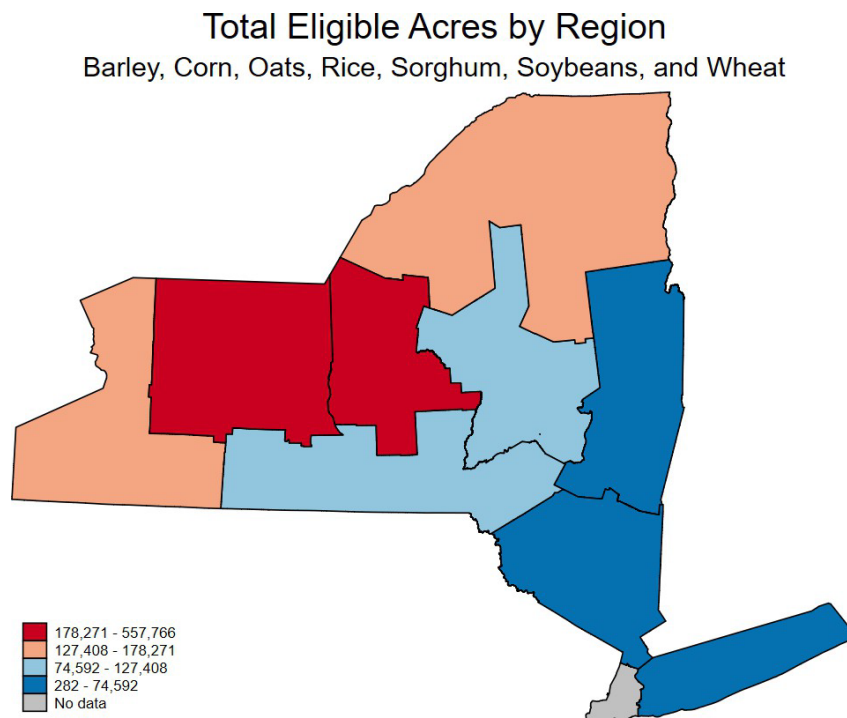 Total Eligible Acres by Region
Barley, Corn, Oats, Rice, Sorghum, Soybeans, and Wheat
178,271 - 557,766
127,408 - 178,271
74,592 - 127,408
282 - 74,592
No data